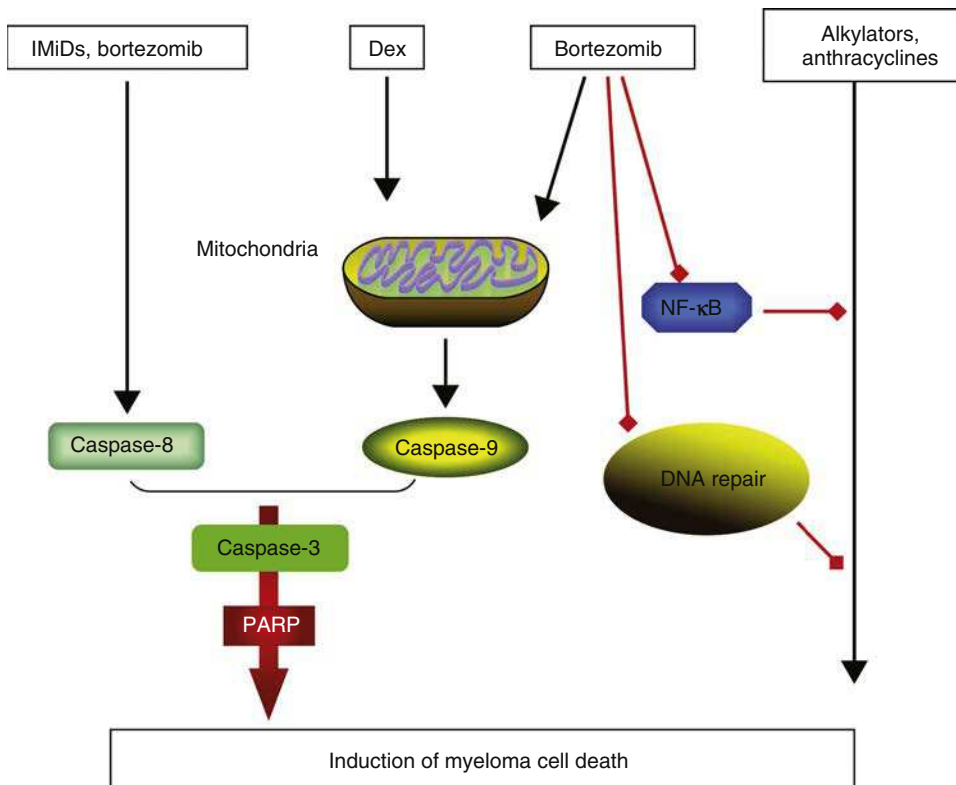 IMiDs, bortezomib
Dex
Bortezomib
Alkylators,
anthracyclines
Mitochondria
NF-κB
Caspase-8
Caspase-9
DNA repair
Caspase-3
PARP
Induction of myeloma cell death